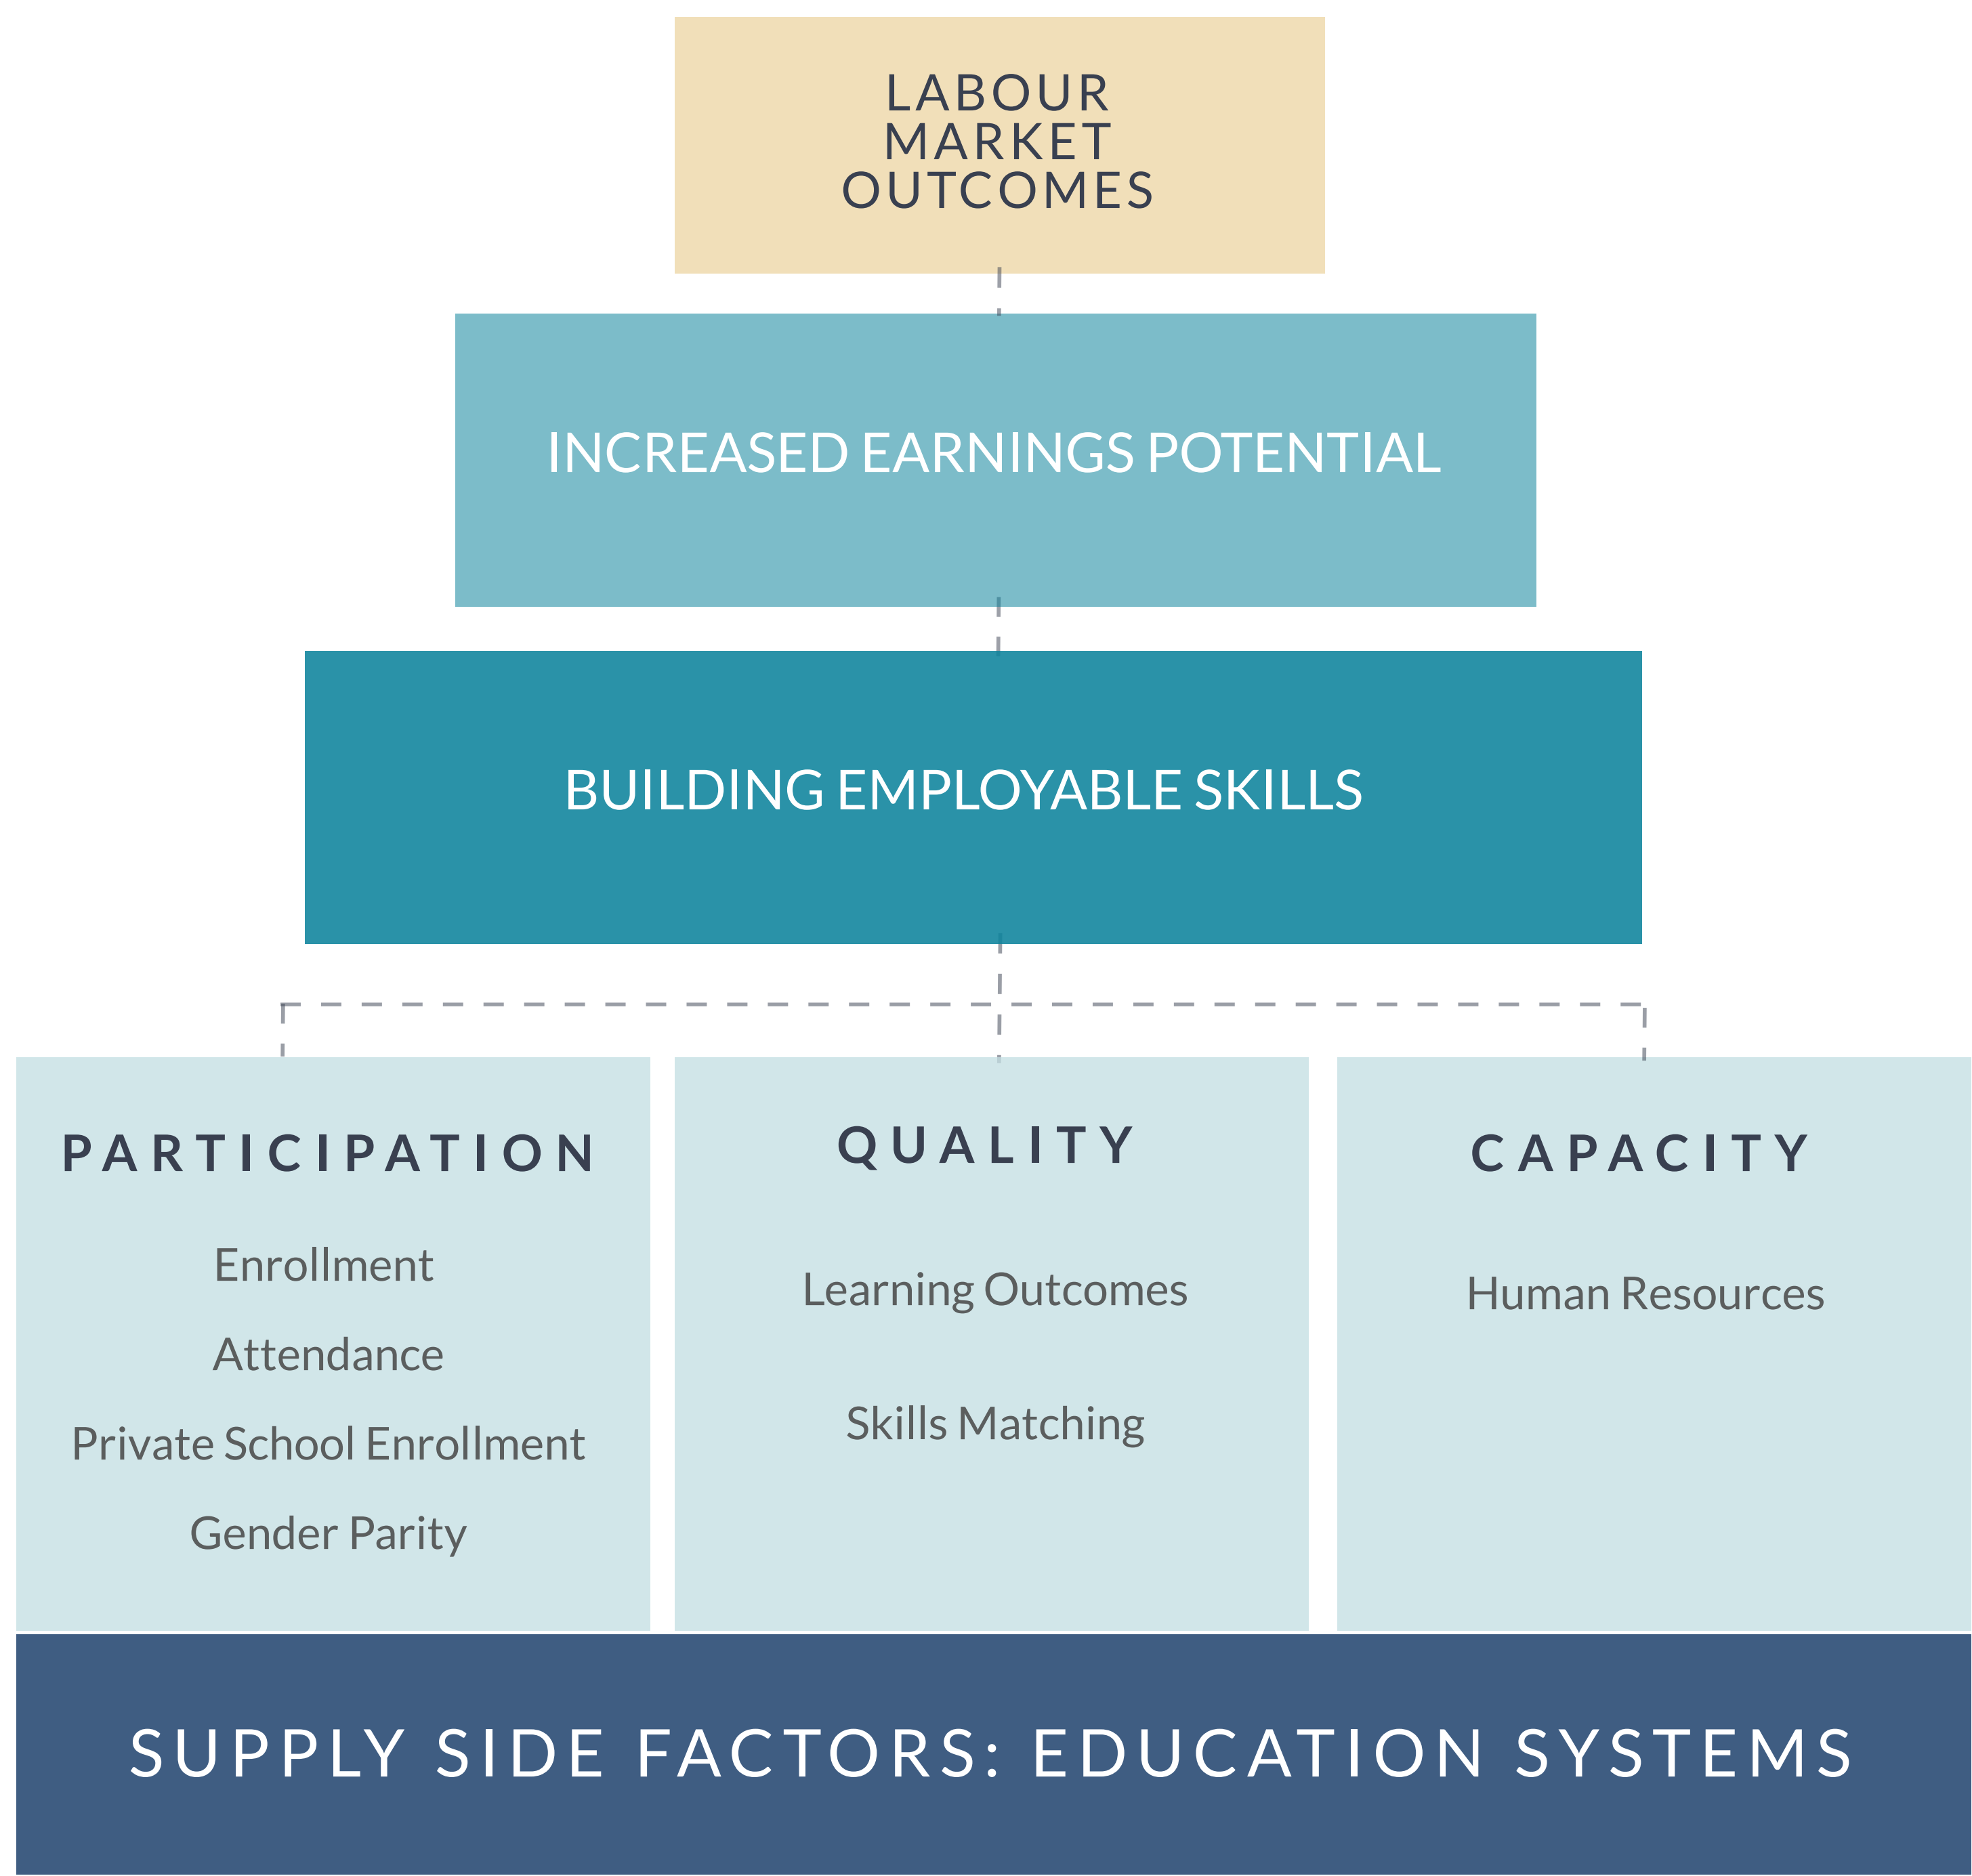 LABOUR
MARKET
OUTCOMES
INCREASED EARNINGS POTENTIAL
BUILDING EMPLOYABLE SKILLS
PARTICIPATION
Enrollment
Attendance
Private School Enrollment
Gender Parity
QUALITY
Learning Outcomes
Skills Matching
CAPACITY
Human Resources
SUPPLY SIDE FACTORS: EDUCATION SYSTEMS